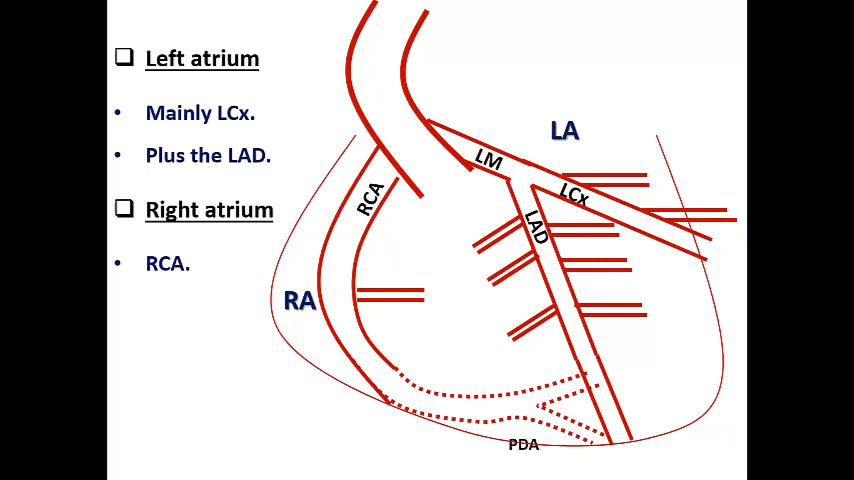 Left atrium
• Mainly LCx.
• Plus the LAD.
Right atrium
• RCA.
LA
LM
LCx
RCA
LAD
RA
PDA